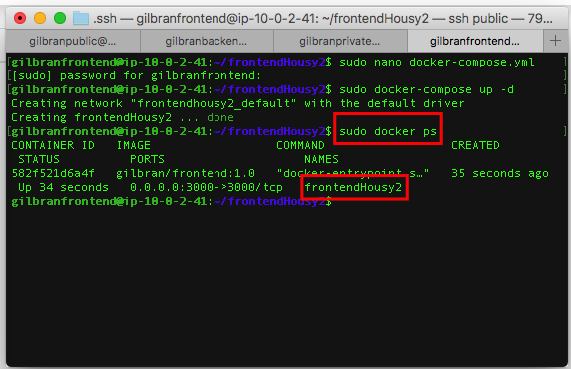 .ssh — gilbranfrontend@ip-10-0-2-41: ~/frontendHousy2 — ssh public — 79...
gilbranpublic@... gilbranbacken... gilbranprivate... gilbranfrontend... +
[gilbranfrontend@ip-10-0-2-41:~/frontendHousy2$ sudo nano docker-compose.yml
[[sudo] password for gilbranfrontend:
[gilbranfrontend@ip-10-0-2-41:~/frontendHousy2$ sudo docker-compose up -d
Creating network "frontendhousy2_default" with the default driver
Creating frontendHousy2 ... done
[gilbranfrontend@ip-10-0-2-41:~/frontendHousy2$ sudo docker ps
CONTAINER ID IMAGE COMMAND CREATED
STATUS PORTS NAMES
582f521d6a4f gilbran/frontend:1.0 "docker-entrypoint.s…" 35 seconds ago
Up 34 seconds 0.0.0.0:3000->3000/tcp frontendHousy2
gilbranfrontend@ip-10-0-2-41:~/frontendHousy2$